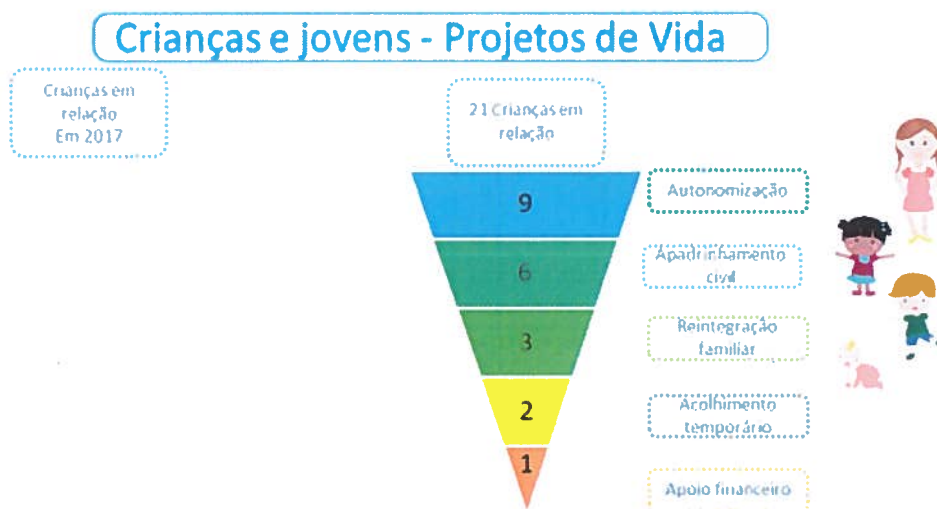 Crianças e jovens - Projetos de Vida
Crianças em
relação
Em 2017
21 Crianças em
relação
9
Autonomização
6
Apadrinhamento
civil
3
Reintegração
familiar
2
Acolhimento
temporário
1
Apoio financeiro